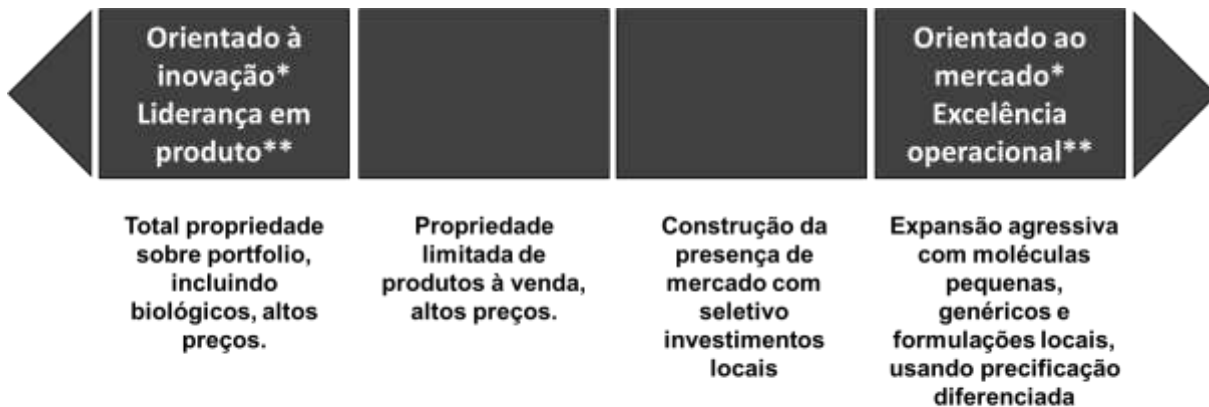 Orientado à
inovação*
Liderança em
produto**
Orientado ao
mercado*
Excelência
operacional**
Total propriedade
sobre portfolio,
incluindo
biológicos, altos
preços.
Propriedade
limitada de
produtos à venda,
altos preços.
Construção da
presença de
mercado com
seletivo
investimentos
locais
Expansão agressiva
com moléculas
pequenas,
genéricos e
formulações locais,
usando precificação
diferenciada